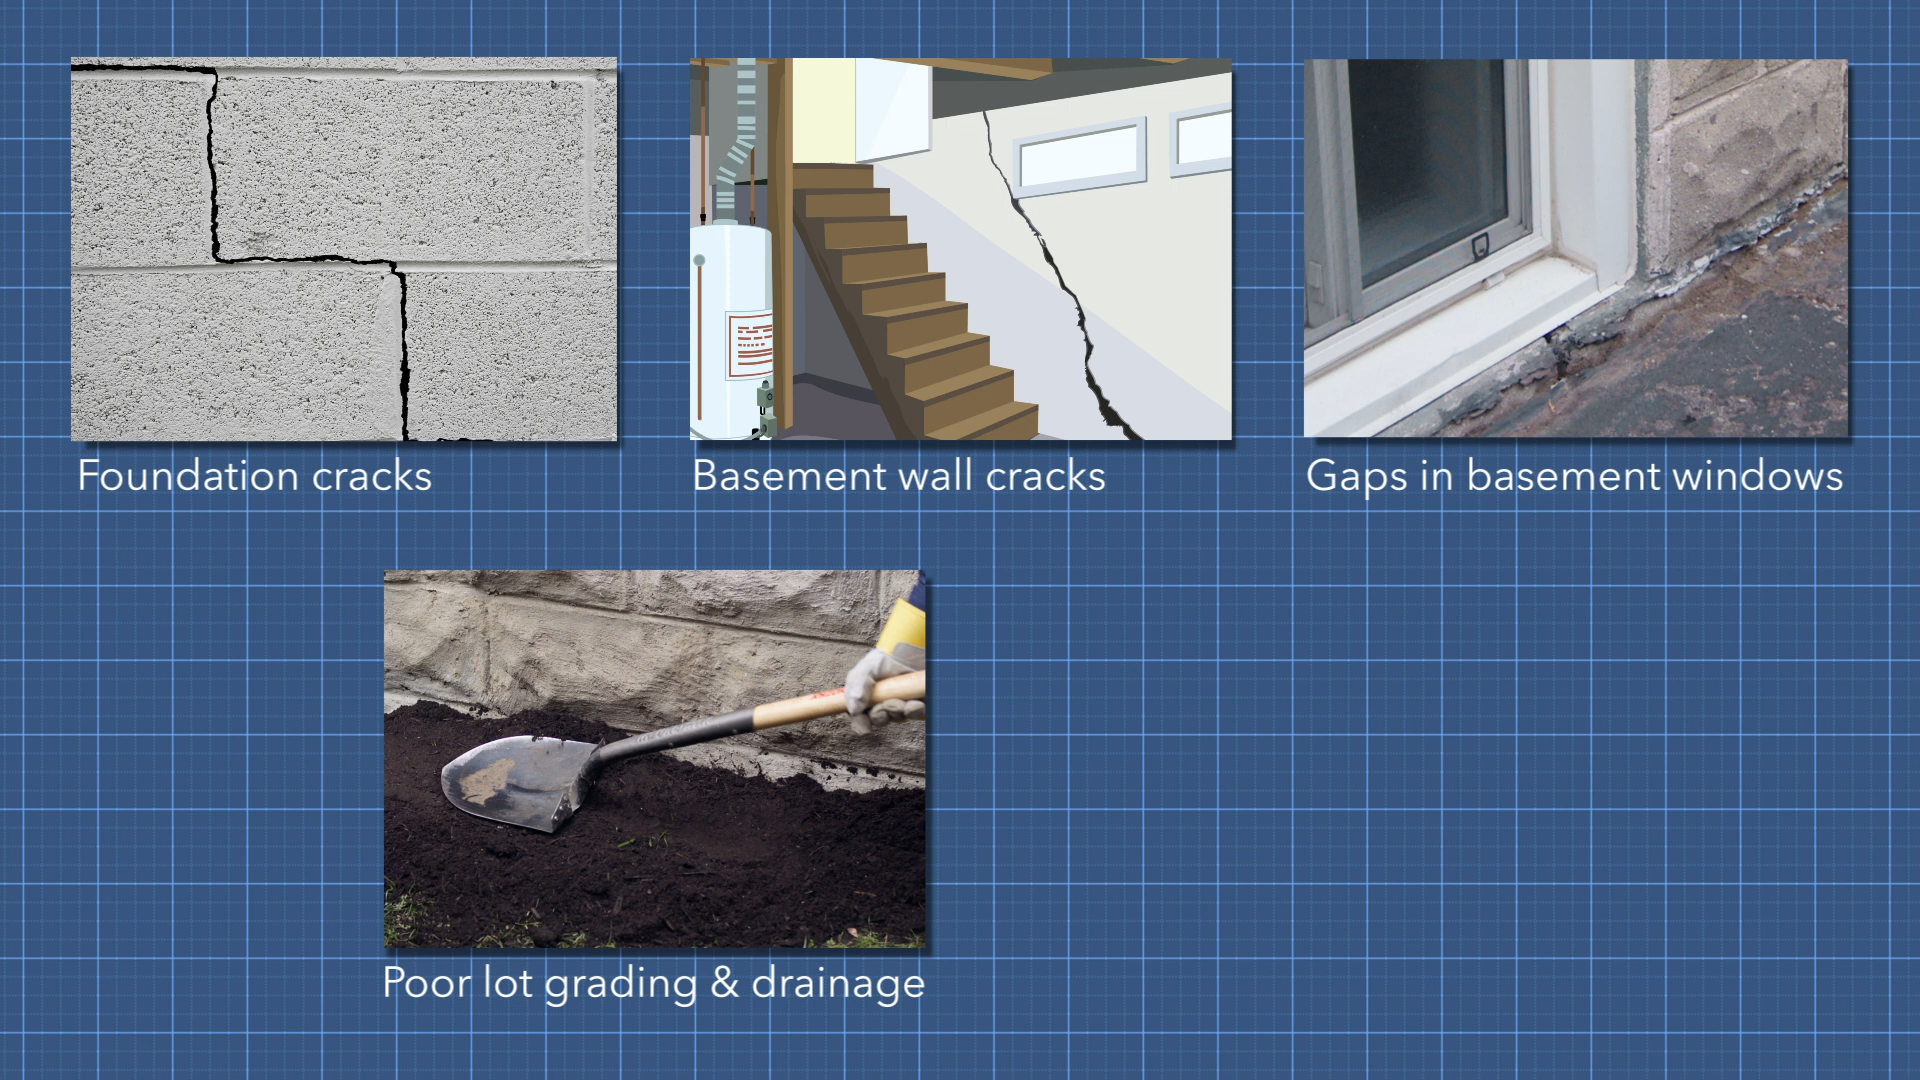 Foundation cracks
Basement wall cracks
Gaps in basement windows
Poor lot grading & drainage